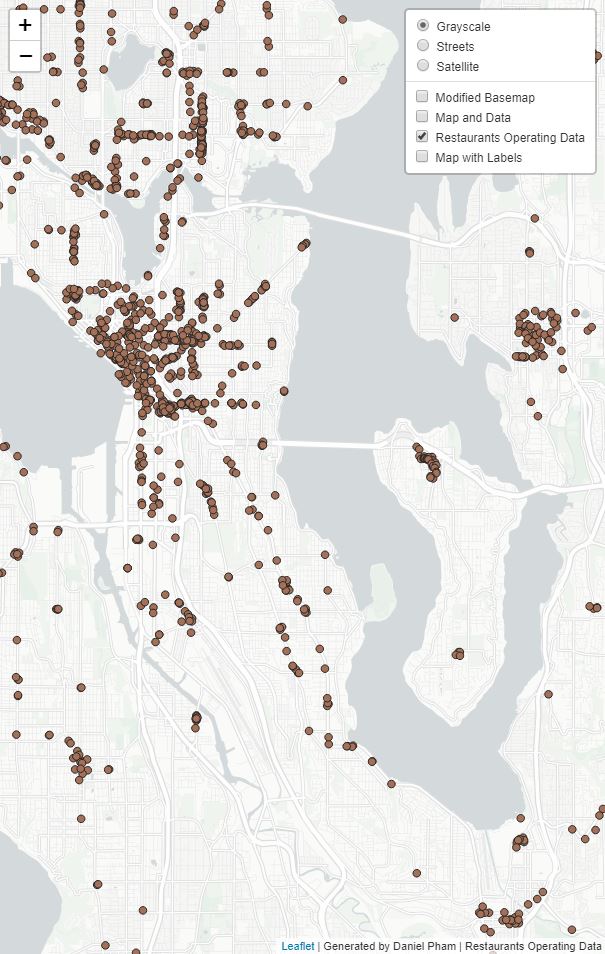 +
−
Grayscale
Streets
Satellite
Modified Basemap
Map and Data
Restaurants Operating Data
Map with Labels
Leaflet | Generated by Daniel Pham | Restaurants Operating Data